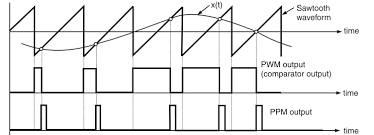 x(t)
Sawtooth
waveform
time
PWM output
(comparator output)
time
PPM output
time